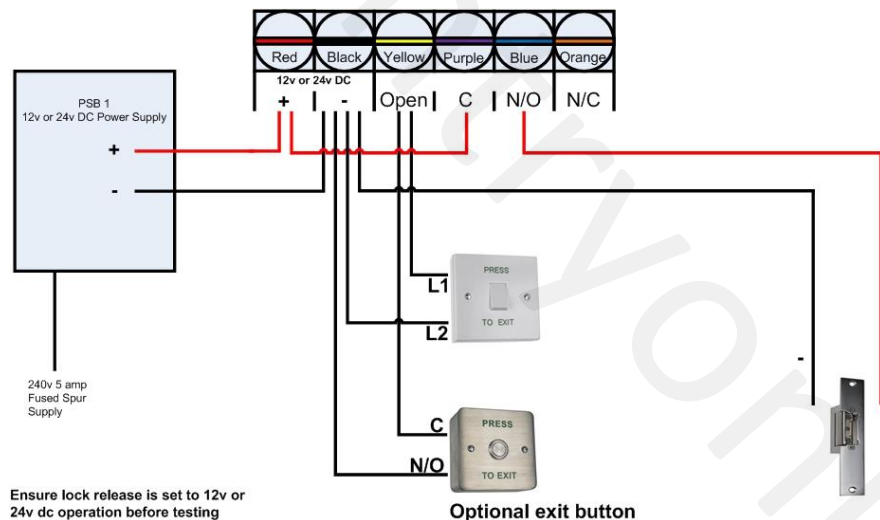 Red Black Yellow Purple Blue Orange
12v or 24v DC
+ - Open C N/O N/C
PSB 1
12v or 24v DC Power Supply
+
-
PRESS
L1
TO EXIT
L2
-
240v 5 amp
Fused Spur
Supply
PRESS
C
N/O
TO EXIT
Ensure lock release is set to 12v or
24v dc operation before testing
Optional exit button